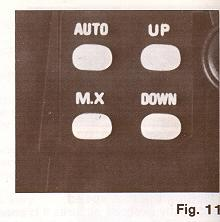 AUTO UP
M.X DOWN
Fig. 11